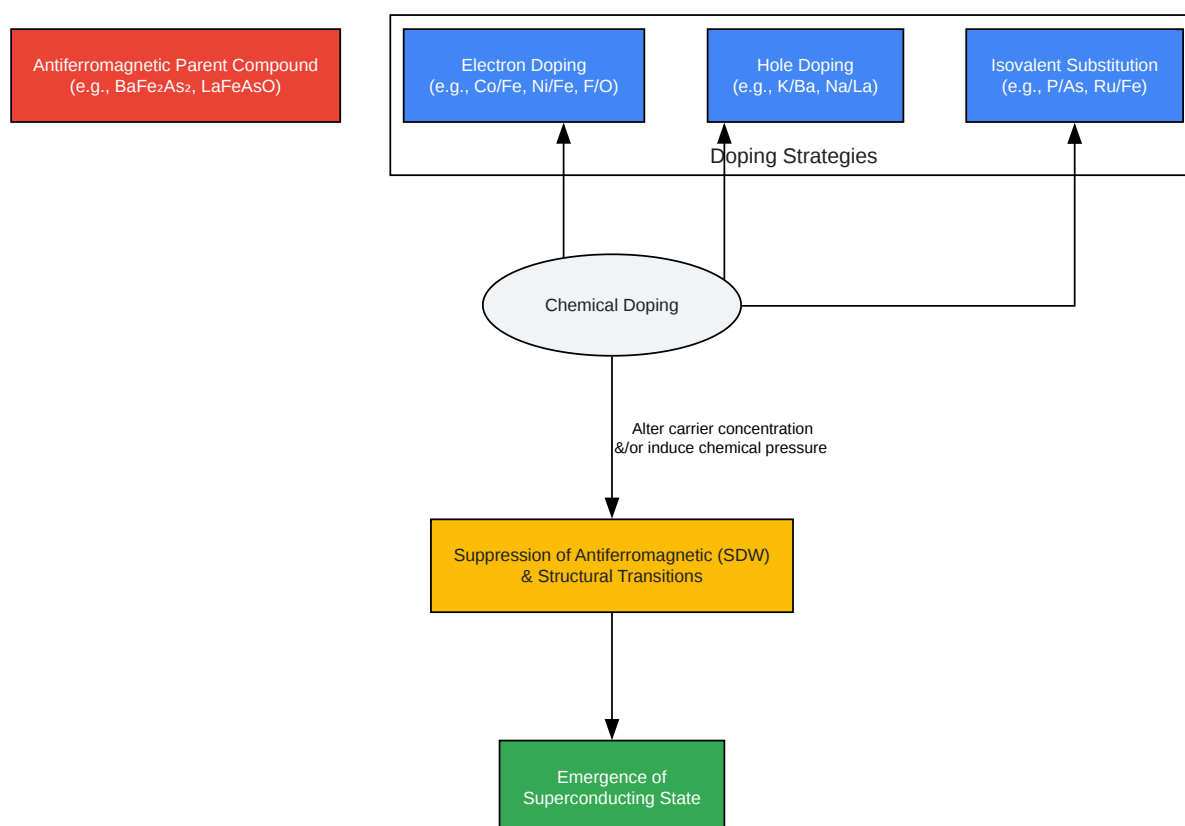 Antiferromagnetic Parent Compound
(e.g., BaFe₂As₂, LaFeAsO)
Electron Doping
(e.g., Co/Fe, Ni/Fe, F/O)
Hole Doping
(e.g., K/Ba, Na/La)
Isovalent Substitution
(e.g., P/As, Ru/Fe)
Doping Strategies
Chemical Doping
Alter carrier concentration
&/or induce chemical pressure
Suppression of Antiferromagnetic (SDW)
& Structural Transitions
Emergence of
Superconducting State